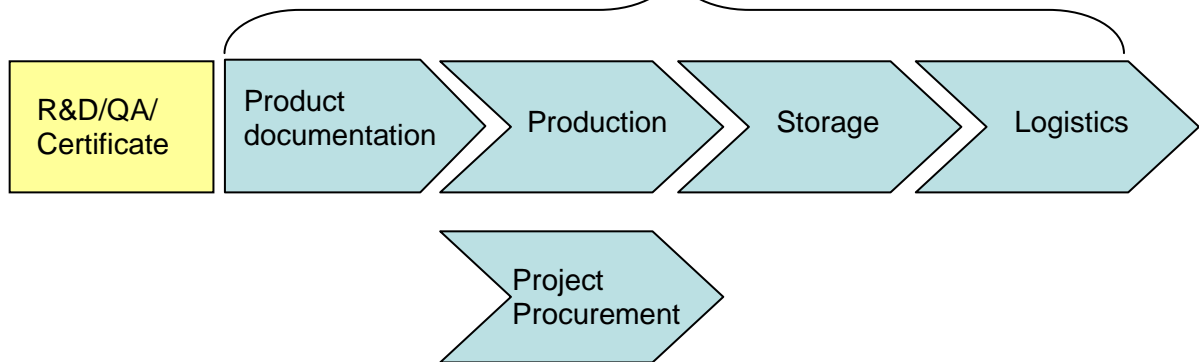 R&D/QA/
Certificate
Product
documentation
Production
Storage
Logistics
Project
Procurement